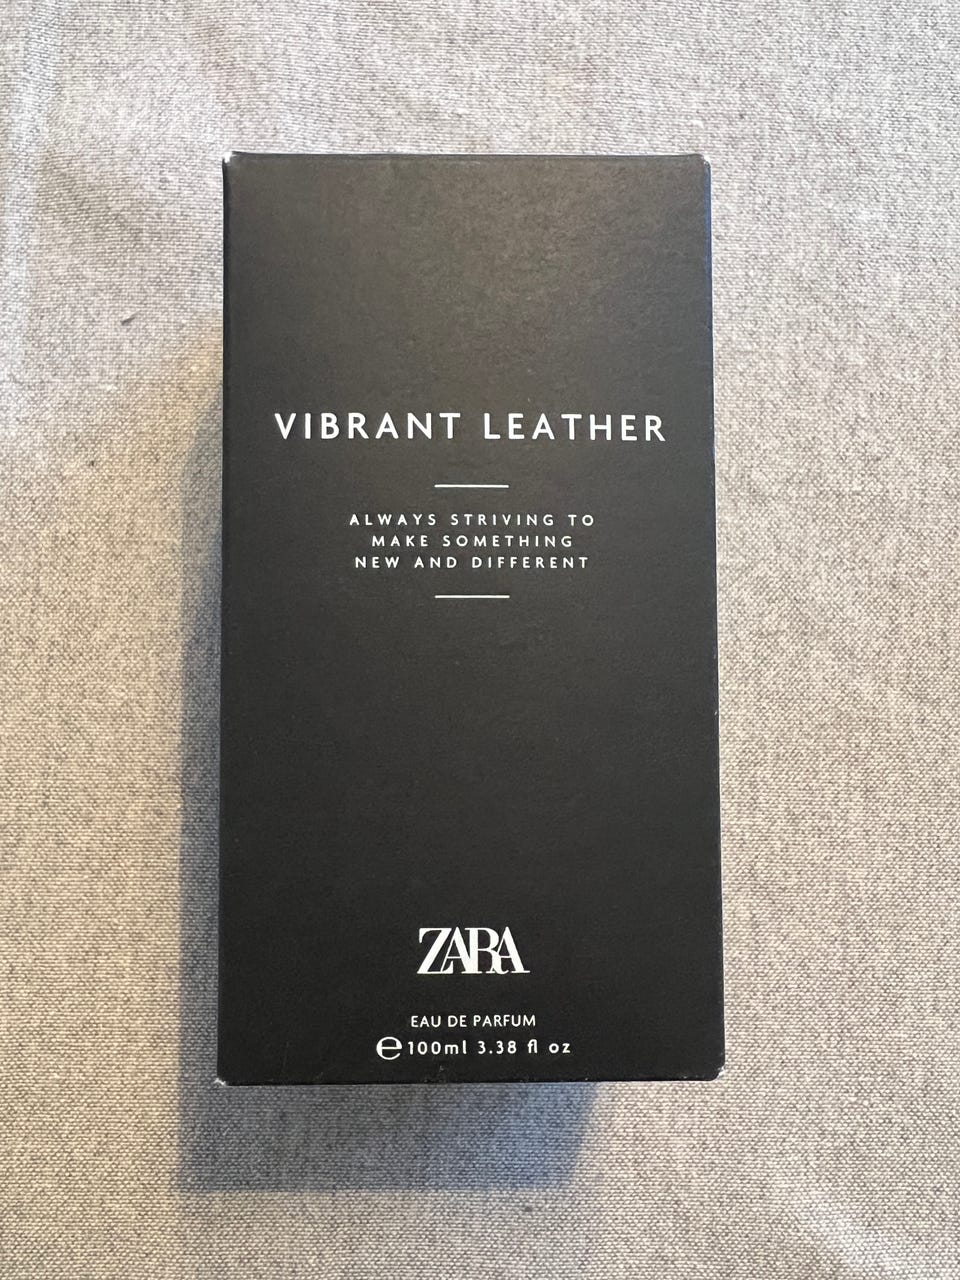 VIBRANT LEATHER
ALWAYS STRIVING TO
MAKE SOMETHING
NEW AND DIFFERENT
ZARA
EAU DE PARFUM
℮100ml 3.38 fl oz